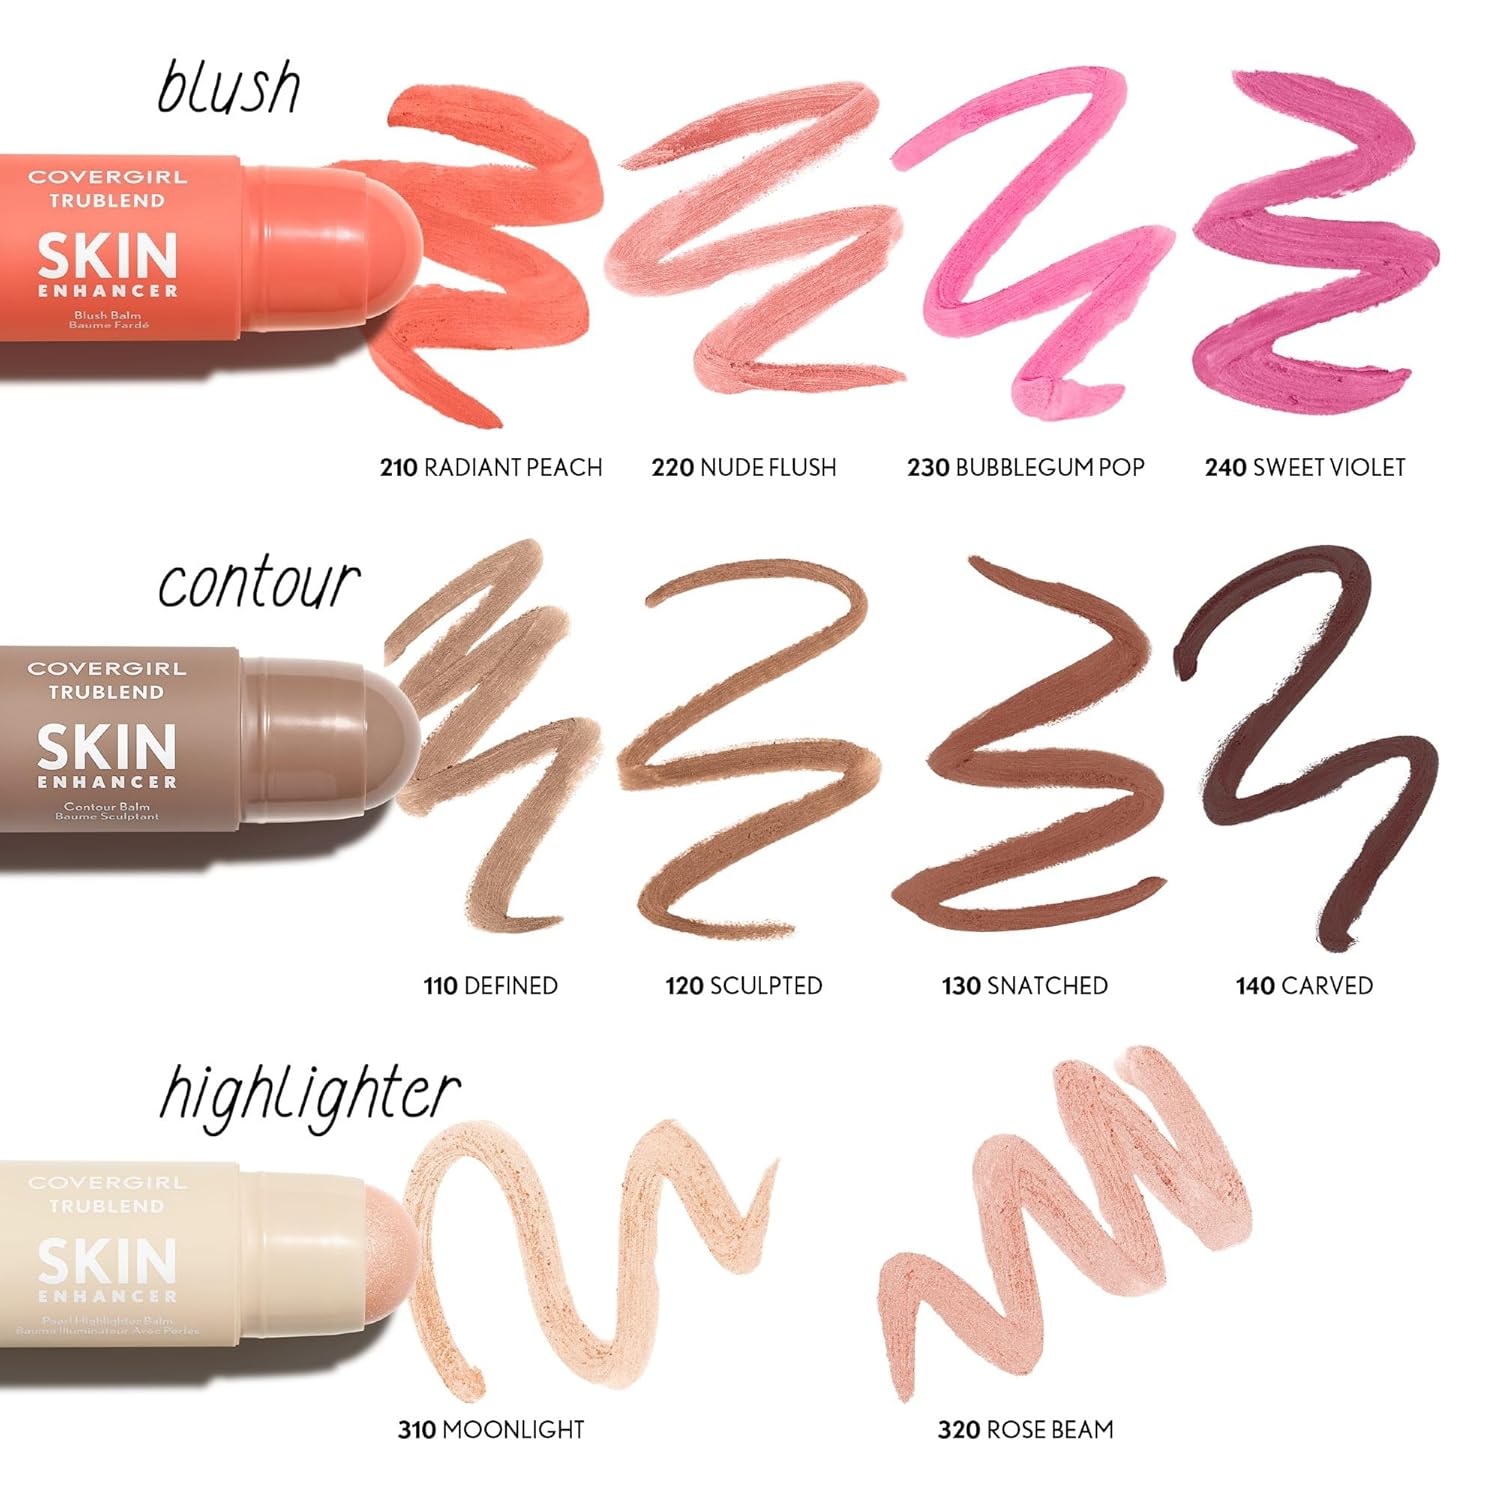 blush
COVERGIRL
TRUBLEND
SKIN
ENHANCER
Blush Balm
Baume Fardé
210 RADIANT PEACH
220 NUDE FLUSH
230 BUBBLEGUM POP
240 SWEET VIOLET
contour
COVERGIRL
TRUBLEND
SKIN
ENHANCER
Contour Balm
Baume Sculptant
110 DEFINED
120 SCULPTED
130 SNATCHED
140 CARVED
highlighter
COVERGIRL
TRUBLEND
SKIN
ENHANCER
Pearl Highlighter Balm
Baume Illuminateur Avec Perles
310 MOONLIGHT
320 ROSE BEAM